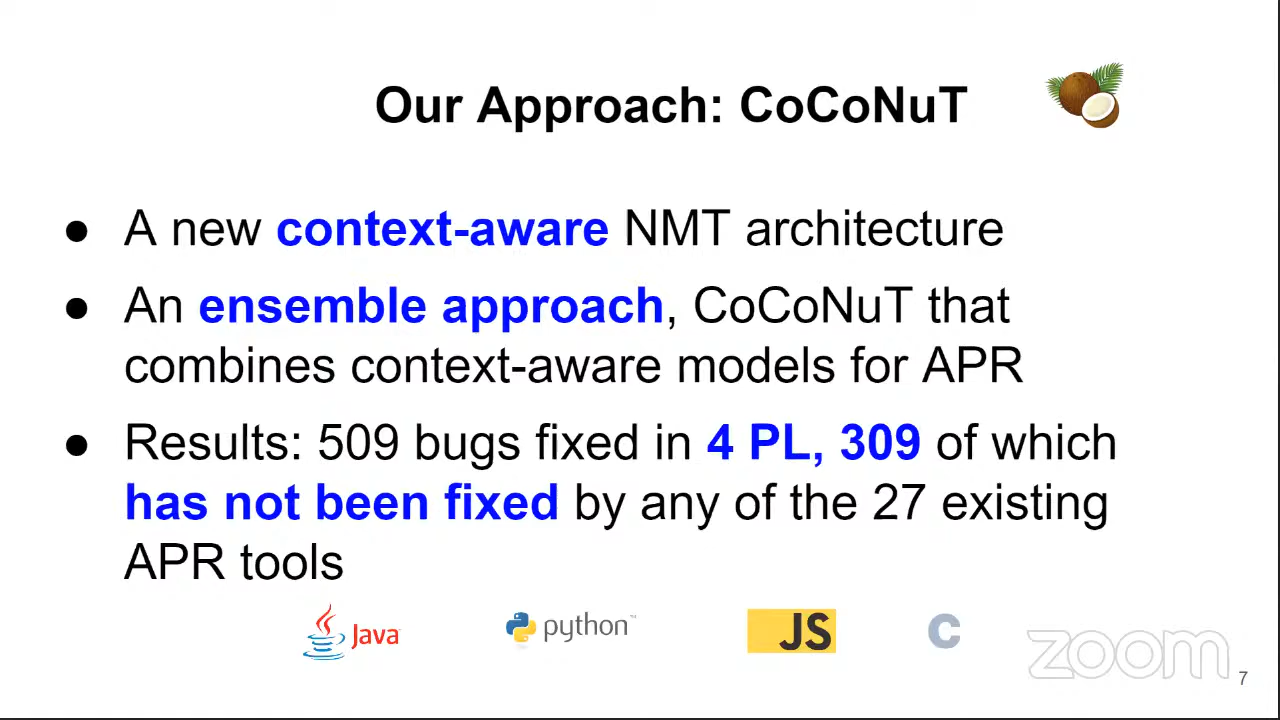 Our Approach: CoCoNuT
● A new context-aware NMT architecture
● An ensemble approach, CoCoNuT that
combines context-aware models for APR
● Results: 509 bugs fixed in 4 PL, 309 of which
has not been fixed by any of the 27 existing
APR tools
Java
python™
JS
C
zoom
7